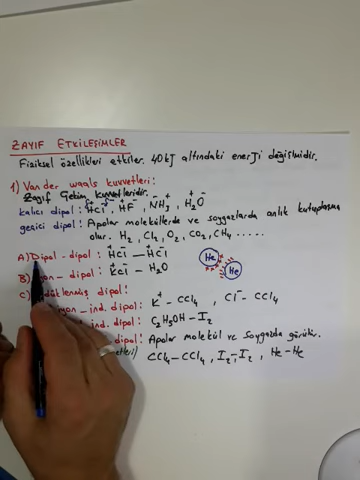 ZAYIF ETKİLEŞİMLER
Fiziksel özellikleri etkiler. 40 kJ altındaki enerji değişimidir.
1) Van der waals kuvvetleri:
Zayıf Çekim kuvvetleridir.
kalıcı dipol: HCl , HF , NH3 , H2O
geçici dipol: Apolar moleküllerde ve soygazlarda anlık kutuplaşma
olur. H2, Cl2, O2, CO2, CH4 .....
A) Dipol - dipol : HCl — HCl
dipol : KCl — H2O
He
He
dipol:
ind. dipol: K+ — CCl4 , Cl- — CCl4
ind. dipol: C2H5OH — I2
dipol: Apolar molekül ve soygazda görülür.
CCl4 — CCl4 , I2 — I2 , He — He